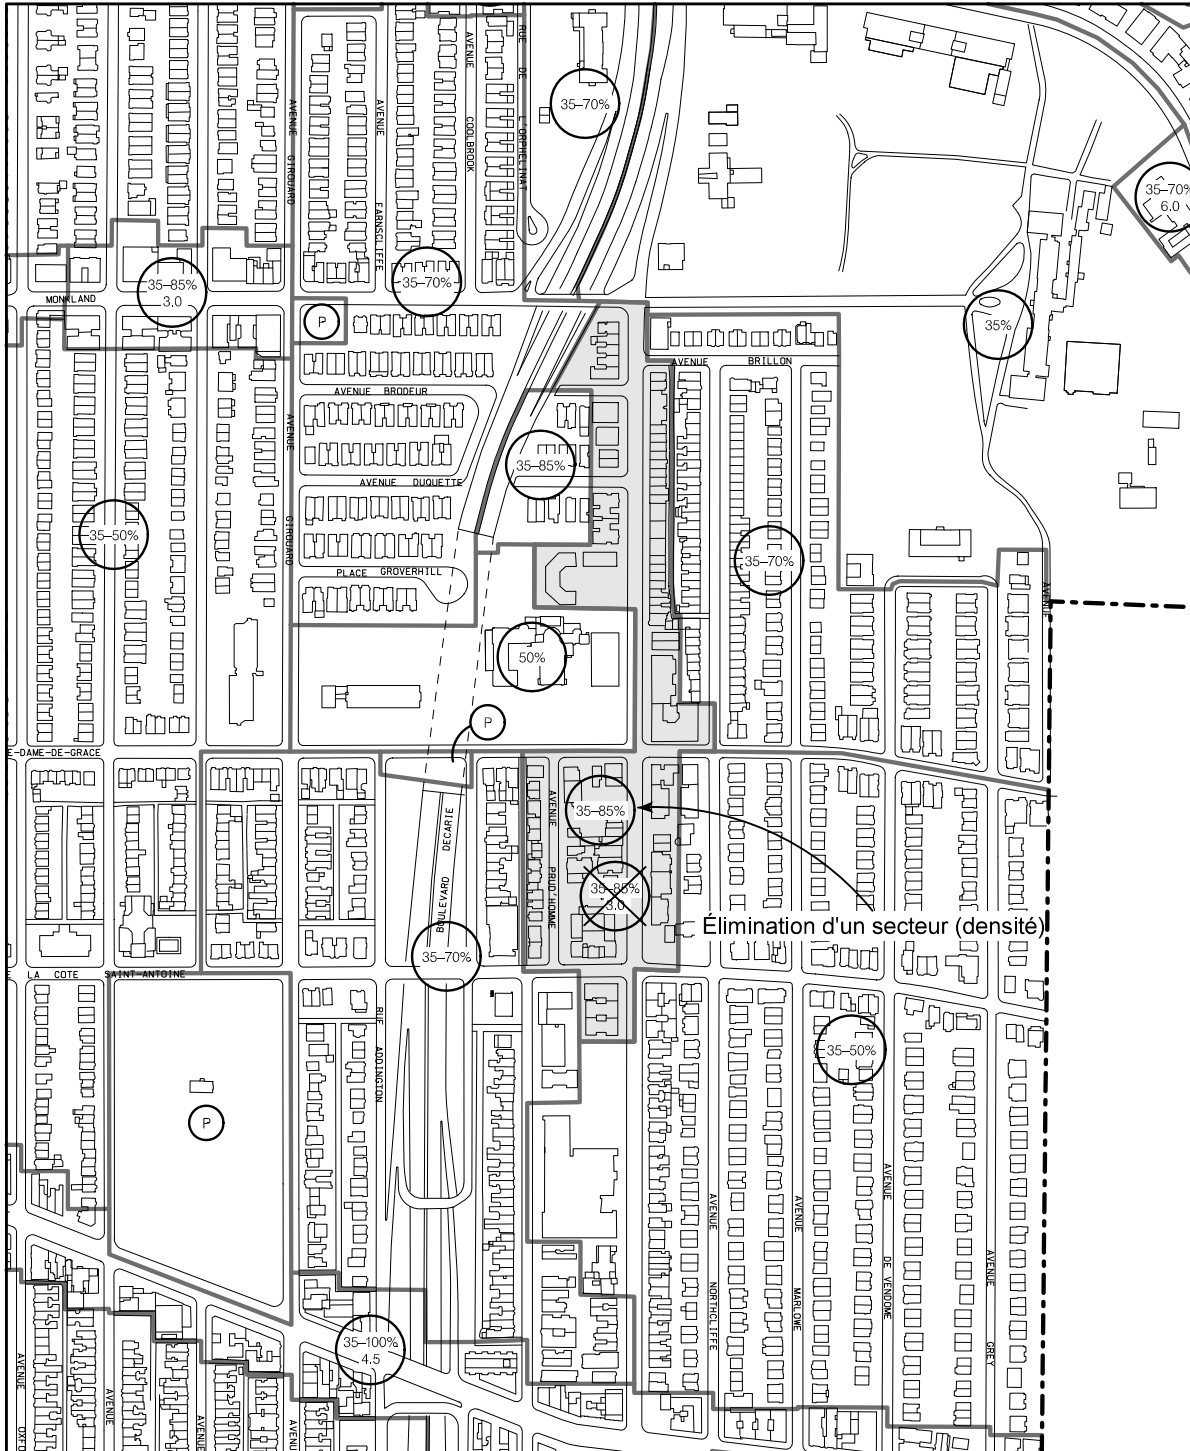 RUE DE L'ORPHELINAT
AVENUE COOLBROOK
AVENUE GIROUARD
AVENUE FARNSCLIFFE
35-70%
35-70%
6.0
35-85%
3.0
MONKLAND
35-70%
P
35%
AVENUE BRILLON
AVENUE BRODEUR
AVENUE GIROUARD
35-85%
AVENUE DUQUETTE
35-50%
35-70%
PLACE GROVERHILL
AVENUE
50%
P
E-DAME-DE-GRACE
AVENUE PRUD'HOMME
35-85%
BOULEVARD DECARIE
35-85%
3.0
Élimination d'un secteur (densité)
35-70%
E LA COTE SAINT-ANTOINE
RUE ADDINGTON
35-50%
P
AVENUE NORTHCLIFFE
AVENUE MARLOWE
AVENUE DE VENDOME
AVENUE GREY
35-100%
4.5
AVENUE OXFO
AVENUE
AVENUE
AVENU